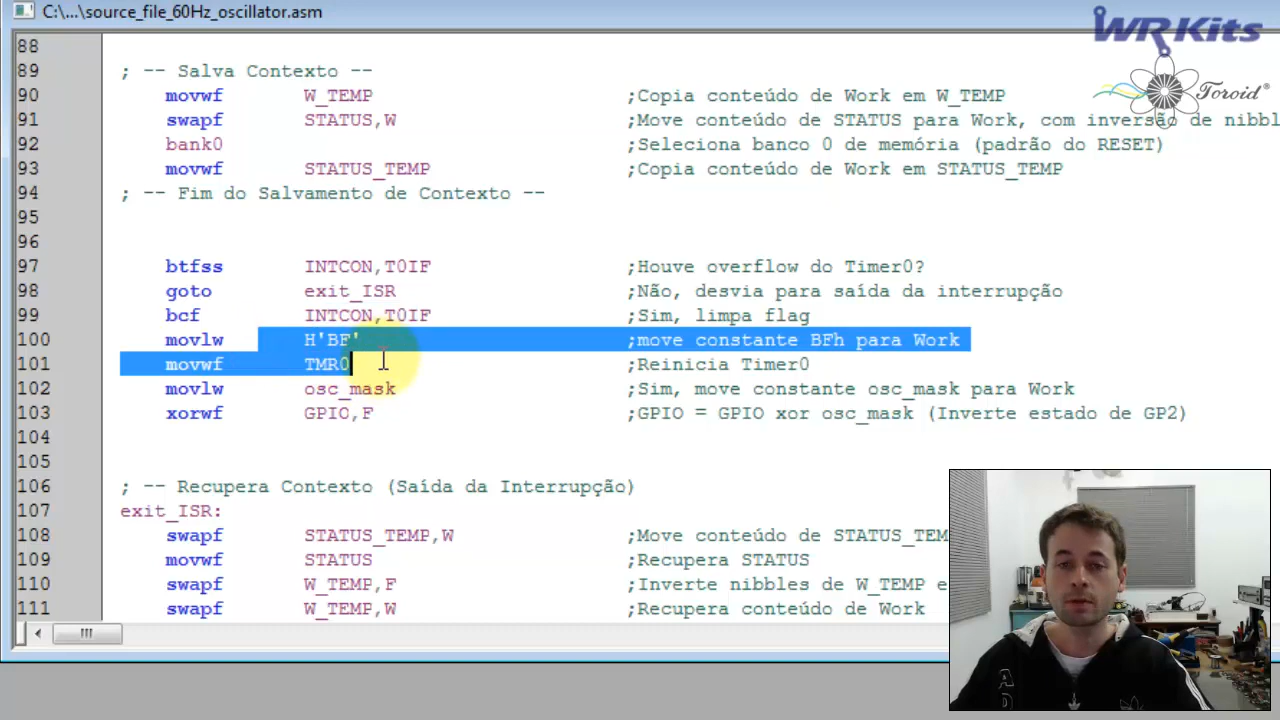 C:\...\source_file_60Hz_oscillator.asm
WR Kits
Toroid®
88
89 ; -- Salva Contexto --
90 movwf W_TEMP ;Copia conteúdo de Work em W_TEMP
91 swapf STATUS,W ;Move conteúdo de STATUS para Work, com inversão de nibbl
92 bank0 ;Seleciona banco 0 de memória (padrão do RESET)
93 movwf STATUS_TEMP ;Copia conteúdo de Work em STATUS_TEMP
94 ; -- Fim do Salvamento de Contexto --
95
96
97 btfss INTCON,T0IF ;Houve overflow do Timer0?
98 goto exit_ISR ;Não, desvia para saída da interrupção
99 bcf INTCON,T0IF ;Sim, limpa flag
100 movlw H'BF' ;move constante BFh para Work
101 movwf TMR0 ;Reinicia Timer0
102 movlw osc_mask ;Sim, move constante osc_mask para Work
103 xorwf GPIO,F ;GPIO = GPIO xor osc_mask (Inverte estado de GP2)
104
105
106 ; -- Recupera Contexto (Saída da Interrupção)
107 exit_ISR:
108 swapf STATUS_TEMP,W ;Move conteúdo de STATUS_TEM
109 movwf STATUS ;Recupera STATUS
110 swapf W_TEMP,F ;Inverte nibbles de W_TEMP e
111 swapf W_TEMP,W ;Recupera conteúdo de Work